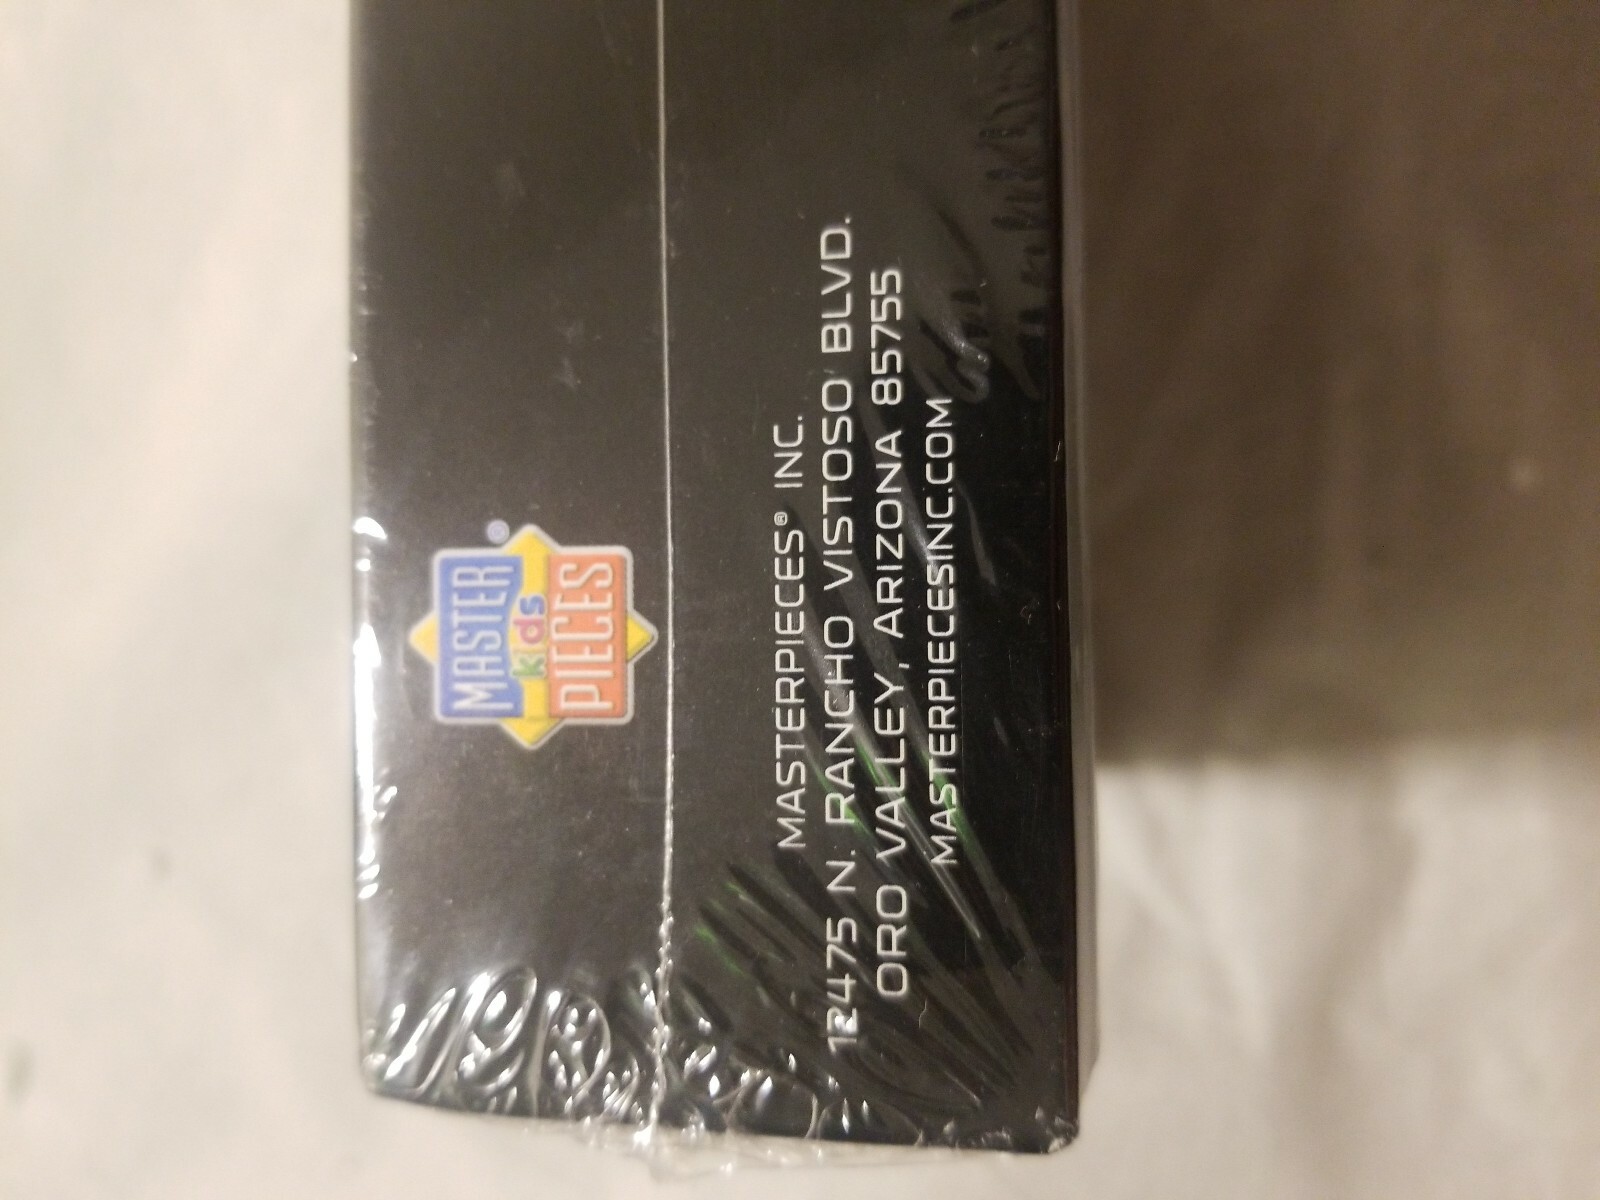 MASTER
kids
PIECES
®
MASTERPIECES® INC.
12475 N. RANCHO VISTOSO BLVD.
ORO VALLEY, ARIZONA 85755
MASTERPIECESINC.COM